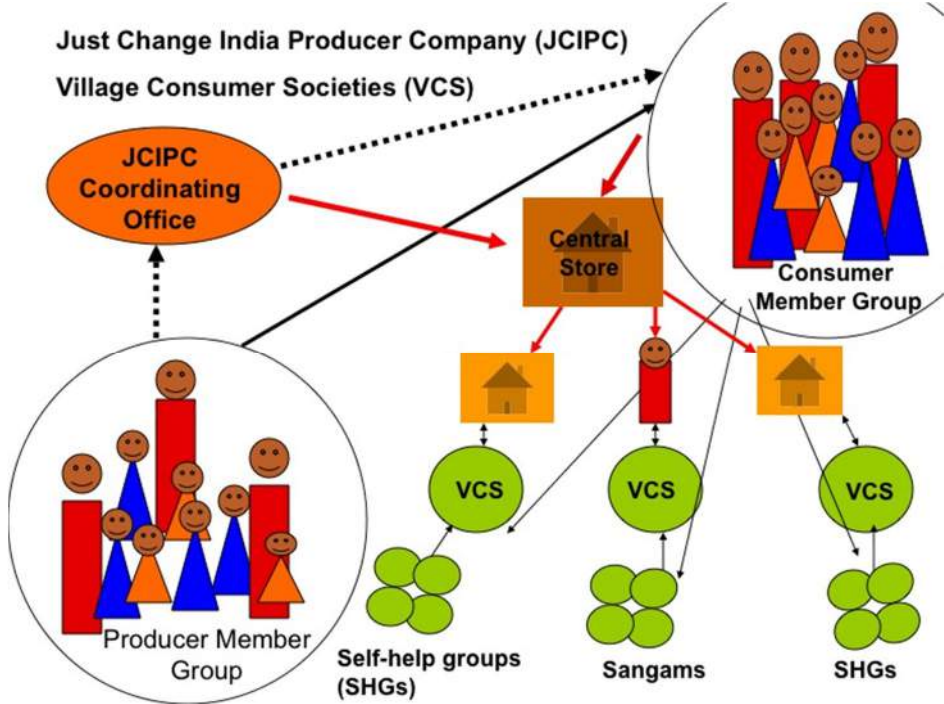 Just Change India Producer Company (JCIPC)
Village Consumer Societies (VCS)
JCIPC
Coordinating
Office
Central
Store
Consumer
Member Group
VCS
VCS
VCS
Producer Member
Group
Self-help groups
(SHGs)
Sangams
SHGs